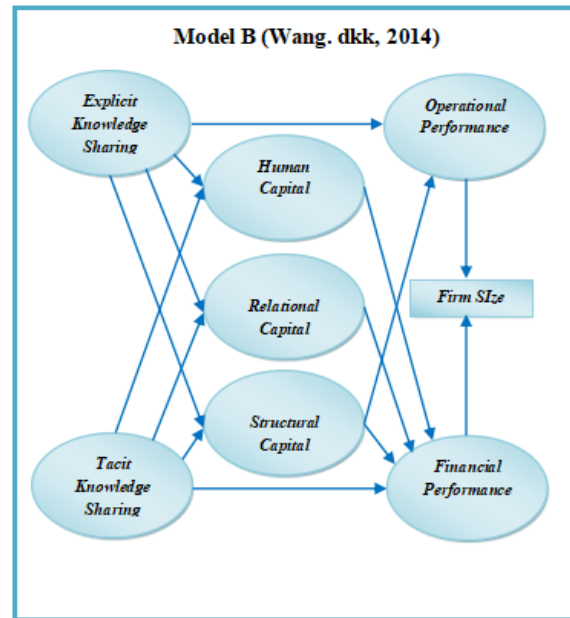 Model B (Wang. dkk, 2014)
Explicit
Knowledge
Sharing
Operational
Performance
Human
Capital
Relational
Capital
Firm SIze
Structural
Capital
Tacit
Knowledge
Sharing
Financial
Performance